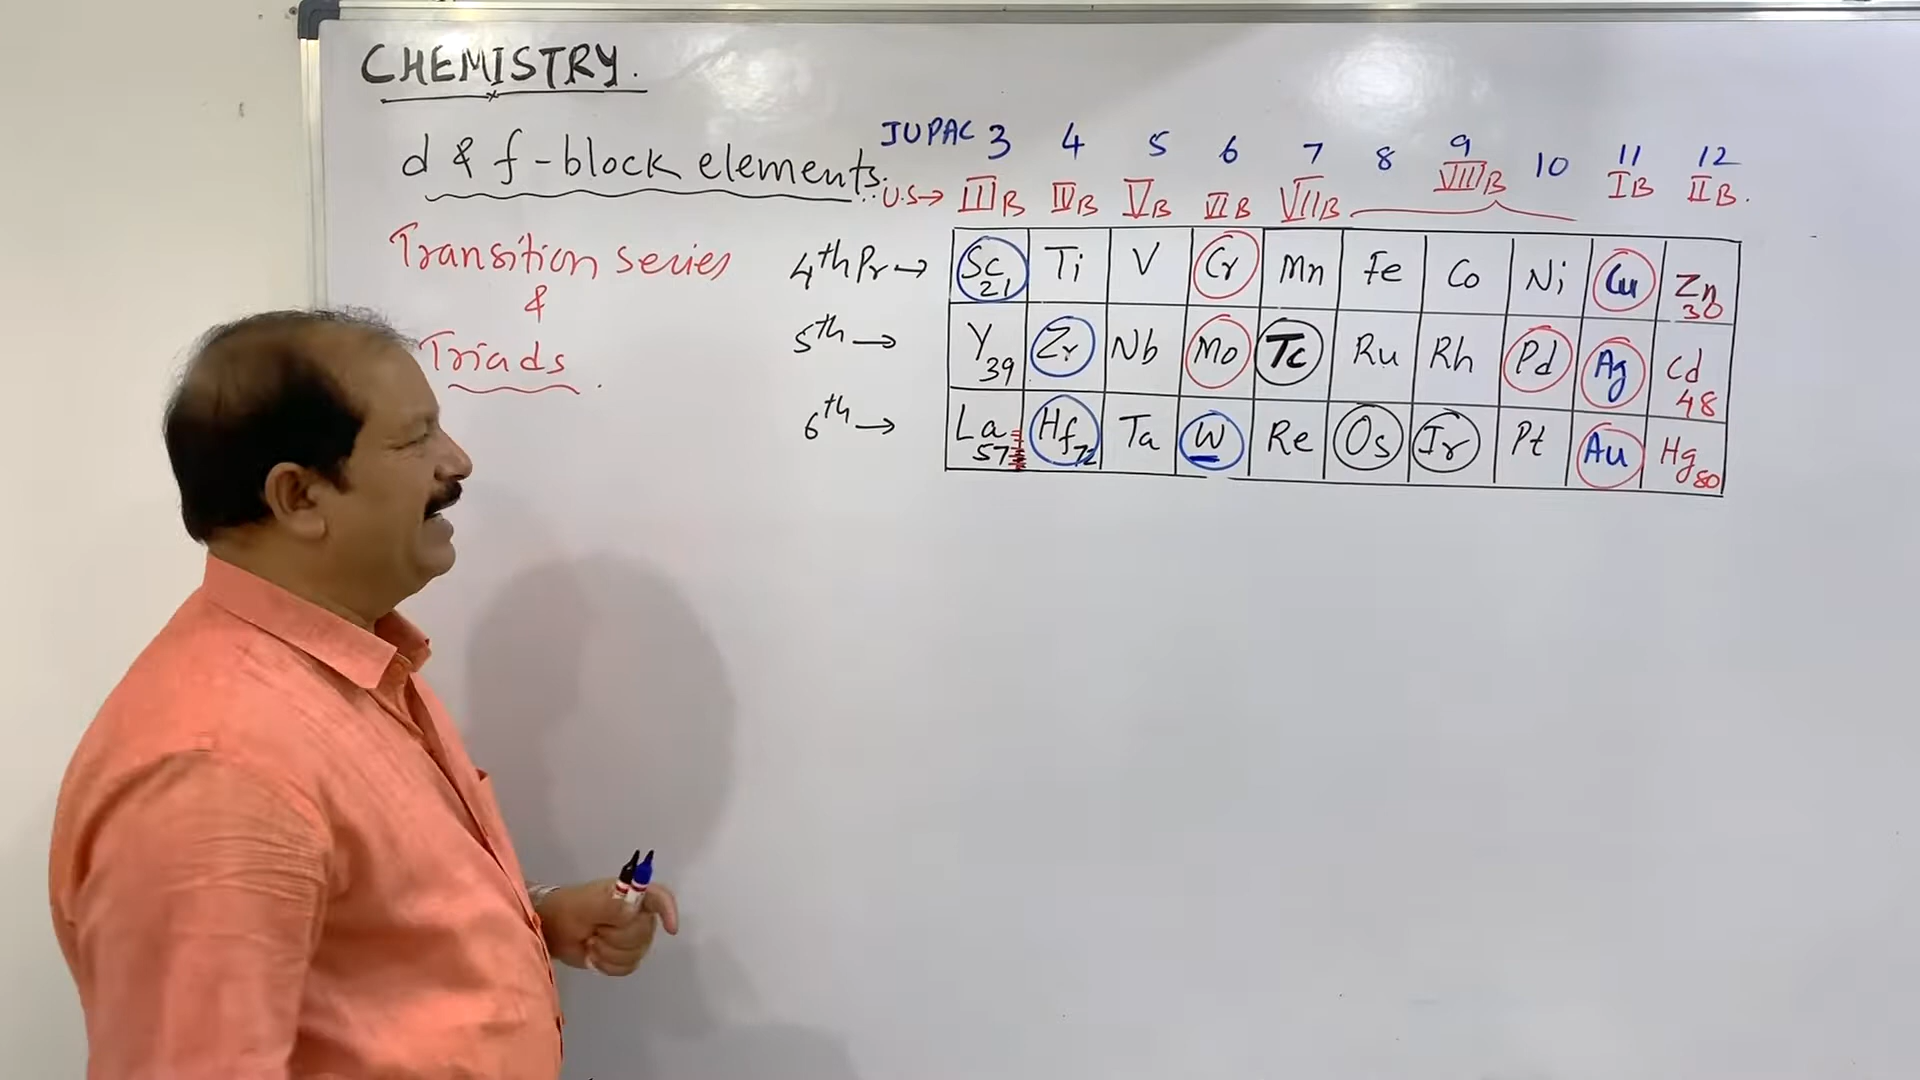 CHEMISTRY.
d & f-block elements.
Transition series
&
Triads
IUPAC 3 4 5 6 7 8 9 10 11 12
U.S→ IIIB IVB VB VIB VIIB VIIIB IB IIB.
4th Pr→ Sc21 Ti V Cr Mn Fe Co Ni Cu Zn30
5th→ Y39 Zr Nb Mo Tc Ru Rh Pd Ag Cd48
6th→ La57 Hf72 Ta W Re Os Ir Pt Au Hg80